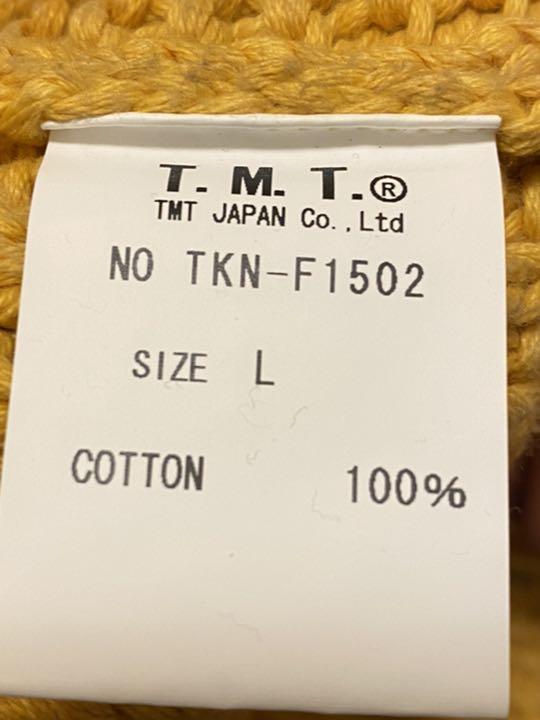 T. M. T.®
TMT JAPAN Co.,Ltd
NO TKN-F1502
SIZE L
COTTON 100%